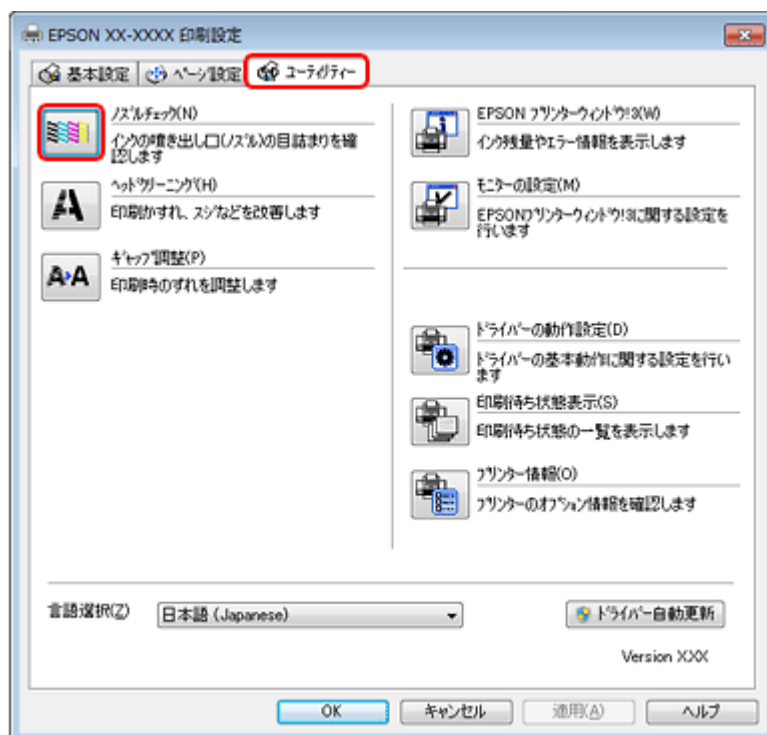 EPSON XX-XXXX 印刷設定
基本設定
ページ設定
ユーティリティー
ノズルチェック(N)
インクの噴き出し口(ノズル)の目詰まりを確
認します
ヘッドクリーニング(H)
印刷かすれ、スジなどを改善します
ギャップ調整(P)
印刷時のずれを調整します
EPSON プリンターウィンドウ!3(W)
インク残量やエラー情報を表示します
モニターの設定(M)
EPSONプリンターウィンドウ!3に関する設定を
行います
ドライバーの動作設定(D)
ドライバーの基本動作に関する設定を行い
ます
印刷待ち状態表示(S)
印刷待ち状態の一覧を表示します
プリンター情報(O)
プリンターのオプション情報を確認します
言語選択(Z)
日本語 (Japanese)
ドライバー自動更新
Version X.XX
OK
キャンセル
適用(A)
ヘルプ